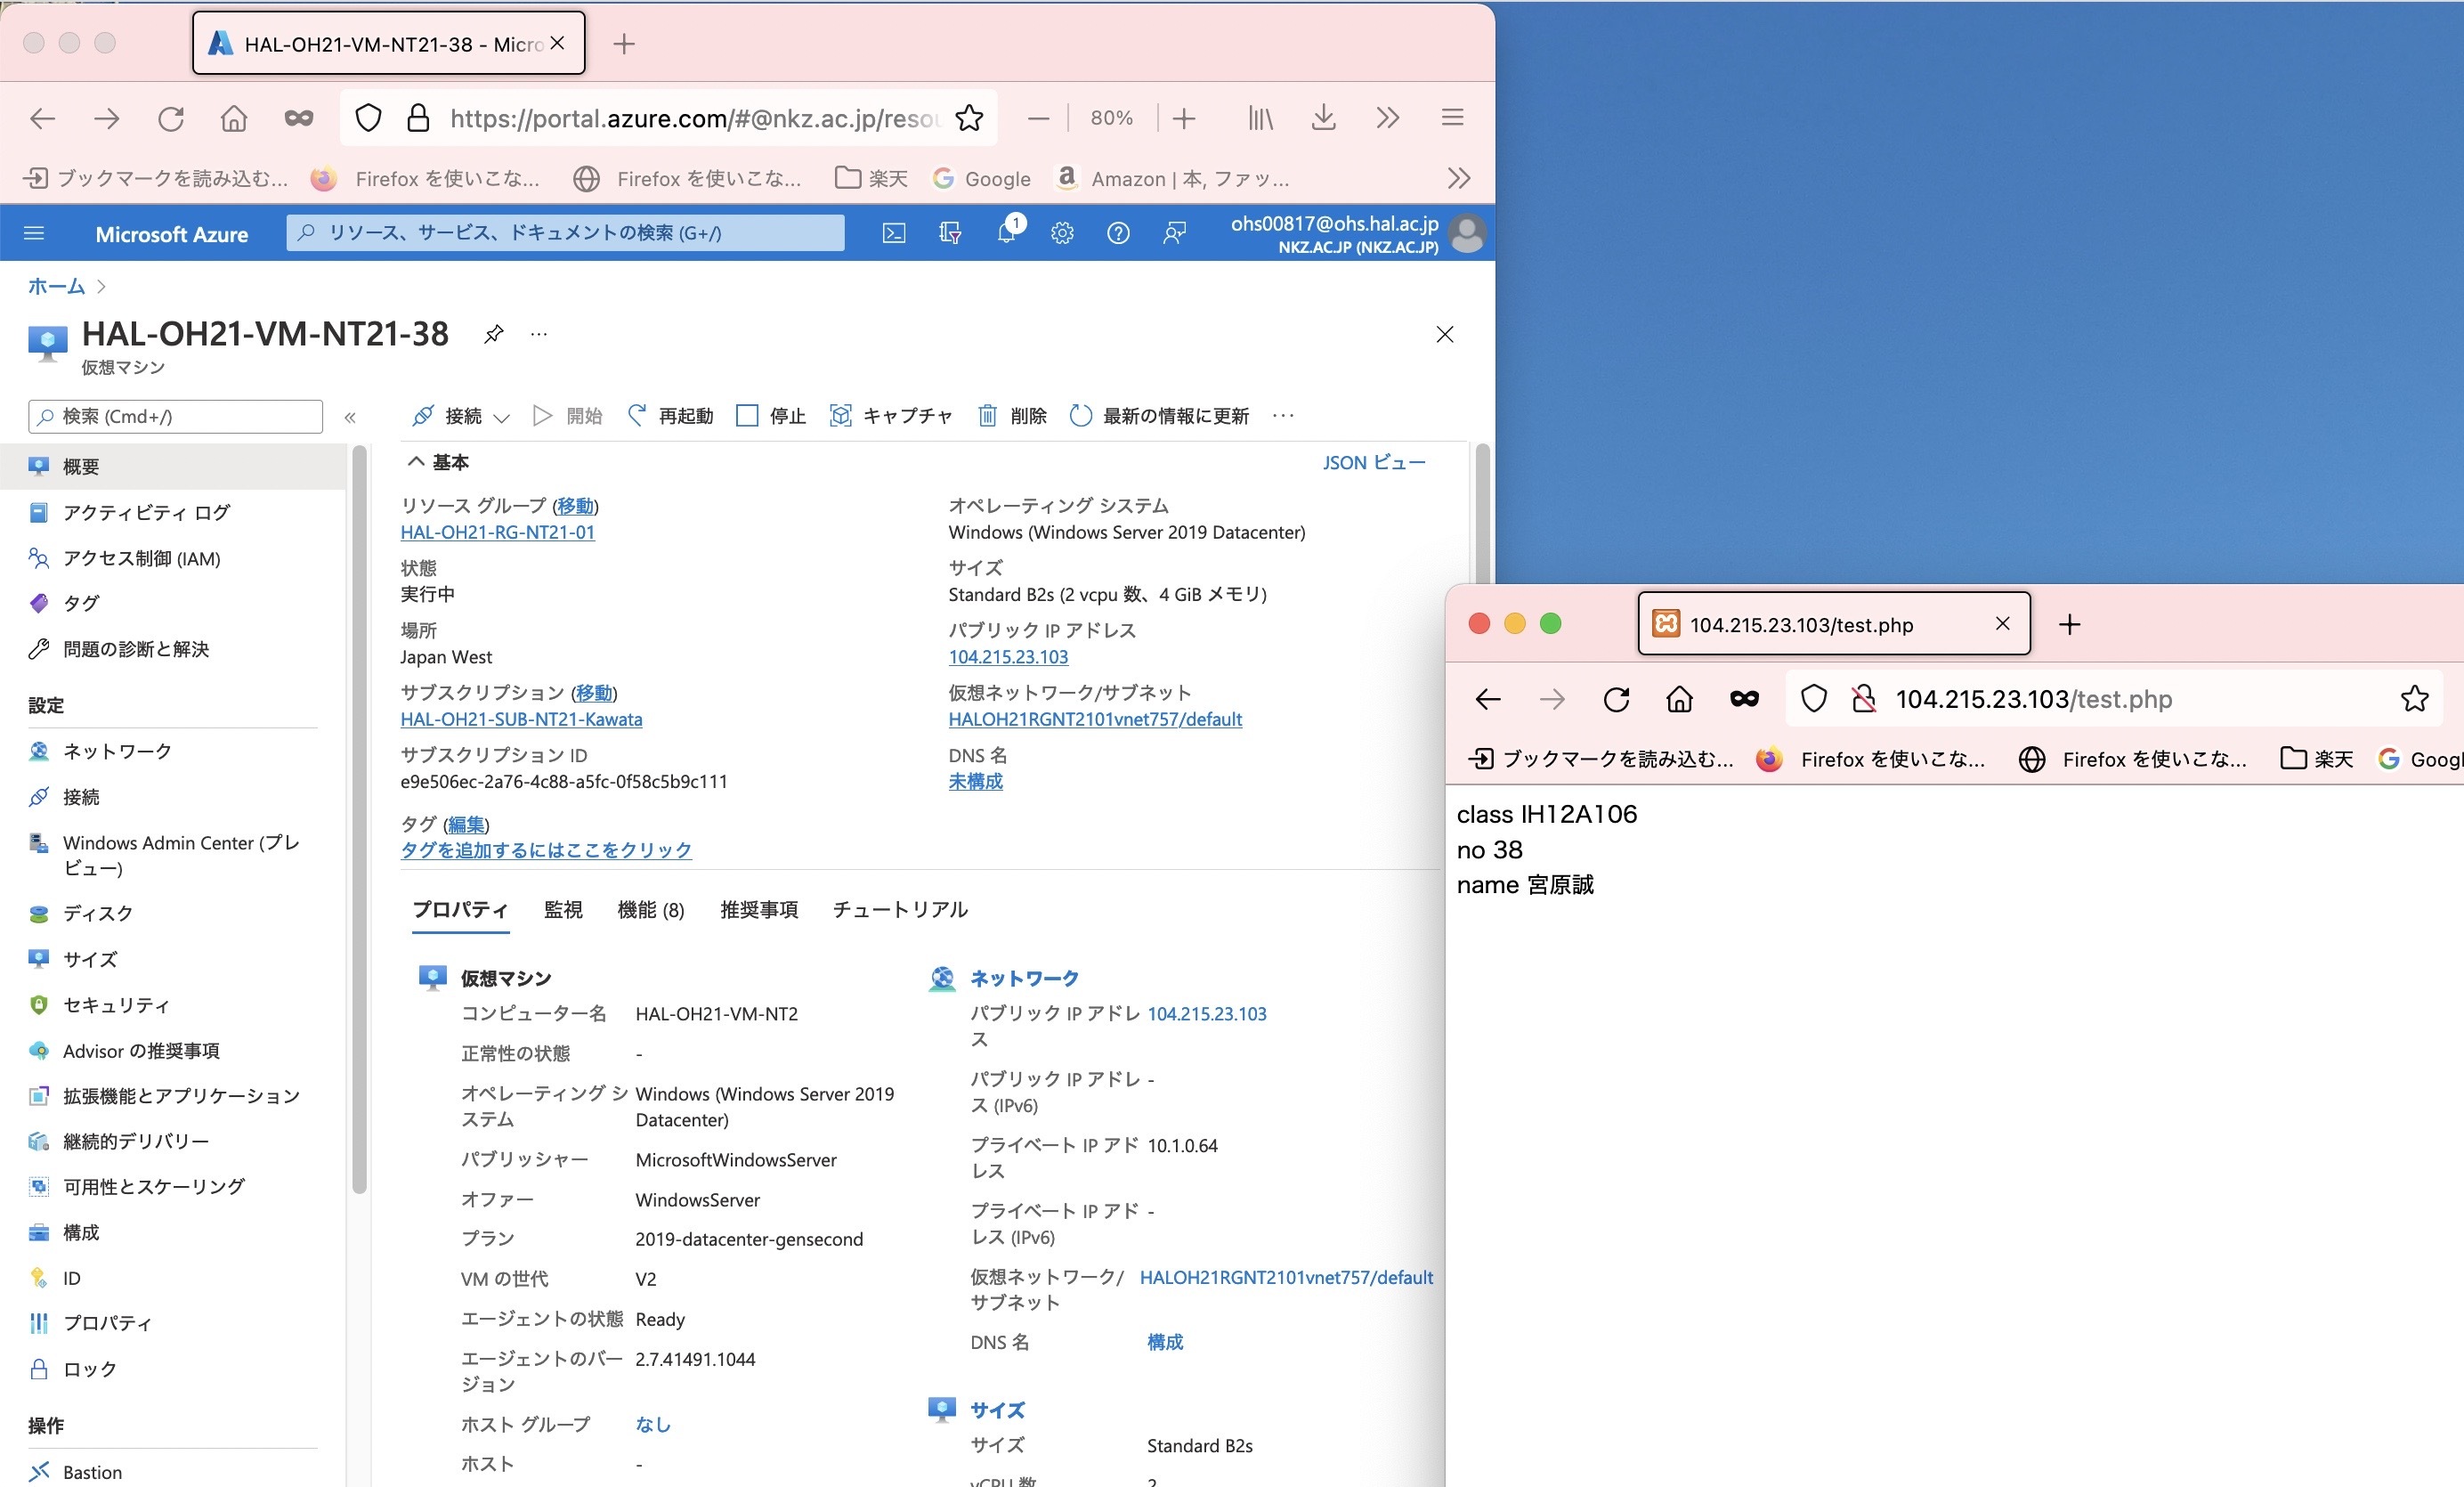 HAL-OH21-VM-NT21-38 - Micro
https://portal.azure.com/#@nkz.ac.jp/resou
80%
ブックマークを読み込む...
Firefox を使いこな...
Firefox を使いこな...
楽天
Google
Amazon | 本, ファッ...
Microsoft Azure
リソース、サービス、ドキュメントの検索 (G+/)
1
ohs00817@ohs.hal.ac.jp
NKZ.AC.JP (NKZ.AC.JP)
ホーム
HAL-OH21-VM-NT21-38
仮想マシン
検索 (Cmd+/)
概要
アクティビティ ログ
アクセス制御 (IAM)
タグ
問題の診断と解決
設定
ネットワーク
接続
Windows Admin Center (プレ
ビュー)
ディスク
サイズ
セキュリティ
Advisor の推奨事項
拡張機能とアプリケーション
継続的デリバリー
可用性とスケーリング
構成
ID
プロパティ
ロック
操作
Bastion
接続
開始
再起動
停止
キャプチャ
削除
最新の情報に更新
基本
JSON ビュー
リソース グループ (移動)
HAL-OH21-RG-NT21-01
状態
実行中
場所
Japan West
サブスクリプション (移動)
HAL-OH21-SUB-NT21-Kawata
サブスクリプション ID
e9e506ec-2a76-4c88-a5fc-0f58c5b9c111
タグ (編集)
タグを追加するにはここをクリック
オペレーティング システム
Windows (Windows Server 2019 Datacenter)
サイズ
Standard B2s (2 vcpu 数、4 GiB メモリ)
パブリック IP アドレス
104.215.23.103
仮想ネットワーク/サブネット
HALOH21RGNT2101vnet757/default
DNS 名
未構成
プロパティ
監視
機能 (8)
推奨事項
チュートリアル
仮想マシン
コンピューター名 HAL-OH21-VM-NT2
正常性の状態 -
オペレーティング シ Windows (Windows Server 2019
ステム Datacenter)
パブリッシャー MicrosoftWindowsServer
オファー WindowsServer
プラン 2019-datacenter-gensecond
VM の世代 V2
エージェントの状態 Ready
エージェントのバー 2.7.41491.1044
ジョン
ホスト グループ なし
ホスト -
ネットワーク
パブリック IP アドレ 104.215.23.103
ス
パブリック IP アドレ -
ス (IPv6)
プライベート IP アド 10.1.0.64
レス
プライベート IP アド -
レス (IPv6)
仮想ネットワーク/ HALOH21RGNT2101vnet757/default
サブネット
DNS 名 構成
サイズ
サイズ Standard B2s
vCPU 数 2
104.215.23.103/test.php
104.215.23.103/test.php
ブックマークを読み込む...
Firefox を使いこな...
Firefox を使いこな...
楽天
Googl
class IH12A106
no 38
name 宮原誠